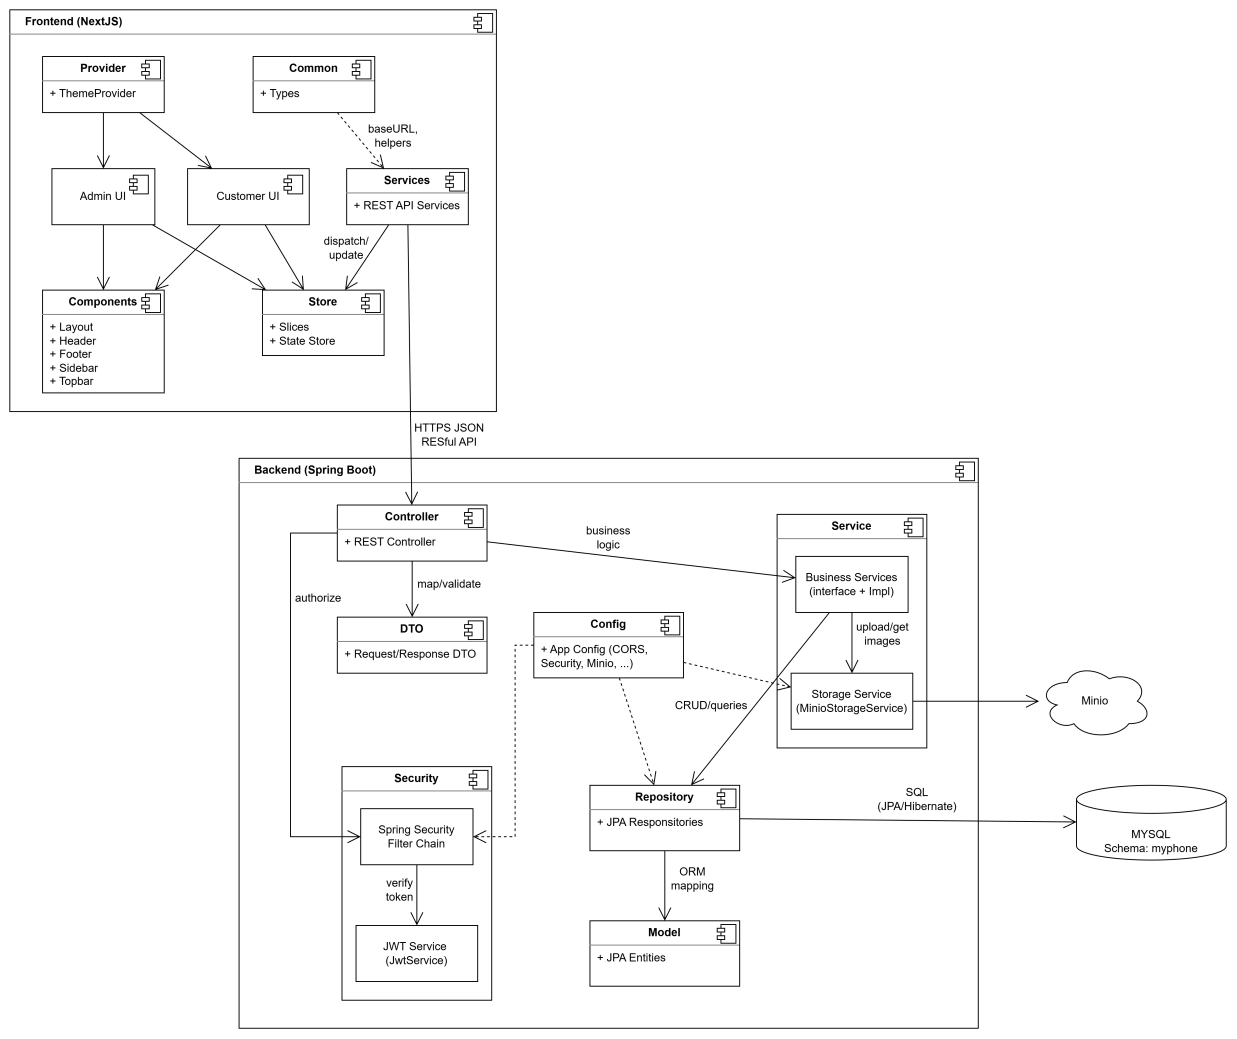 Frontend (NextJS)
Provider
+ ThemeProvider
Common
+ Types
baseURL,
helpers
Admin UI
Customer UI
Services
+ REST API Services
dispatch/
update
Components
+ Layout
+ Header
+ Footer
+ Sidebar
+ Topbar
Store
+ Slices
+ State Store
HTTPS JSON
RESful API
Backend (Spring Boot)
Controller
+ REST Controller
business
logic
Service
Business Services
(interface + Impl)
authorize
map/validate
DTO
+ Request/Response DTO
Config
+ App Config (CORS,
Security, Minio, ...)
upload/get
images
Storage Service
(MinioStorageService)
Minio
CRUD/queries
Security
Spring Security
Filter Chain
verify
token
JWT Service
(JwtService)
Repository
+ JPA Responsitories
SQL
(JPA/Hibernate)
MYSQL
Schema: myphone
ORM
mapping
Model
+ JPA Entities